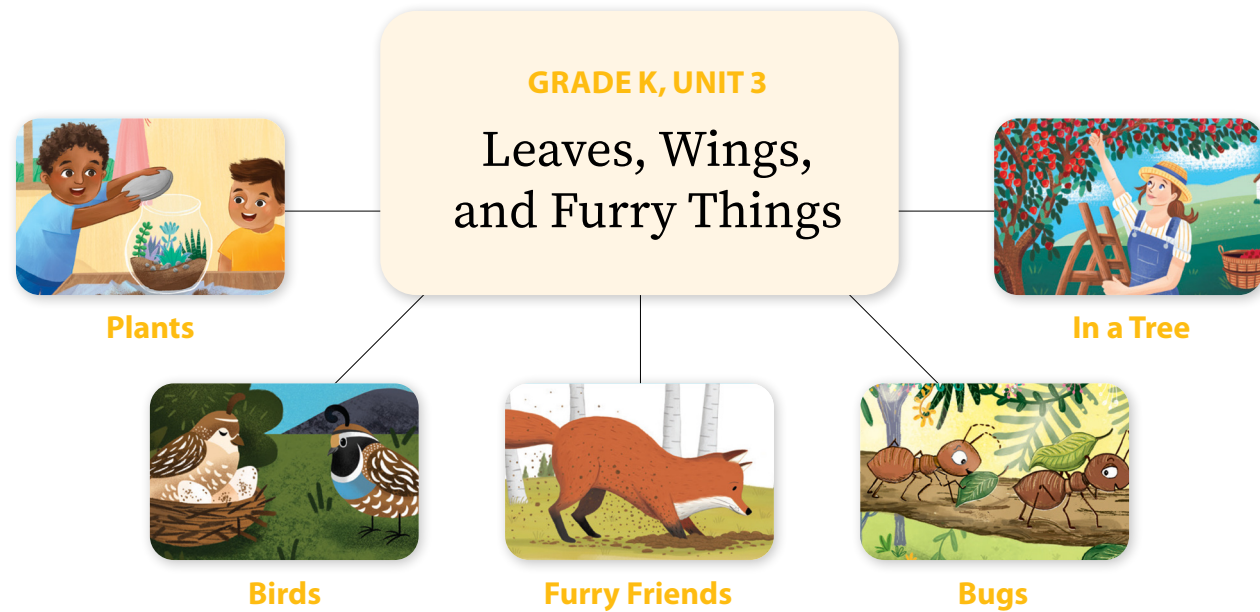 GRADE K, UNIT 3
Leaves, Wings,
and Furry Things
Plants
In a Tree
Birds
Furry Friends
Bugs